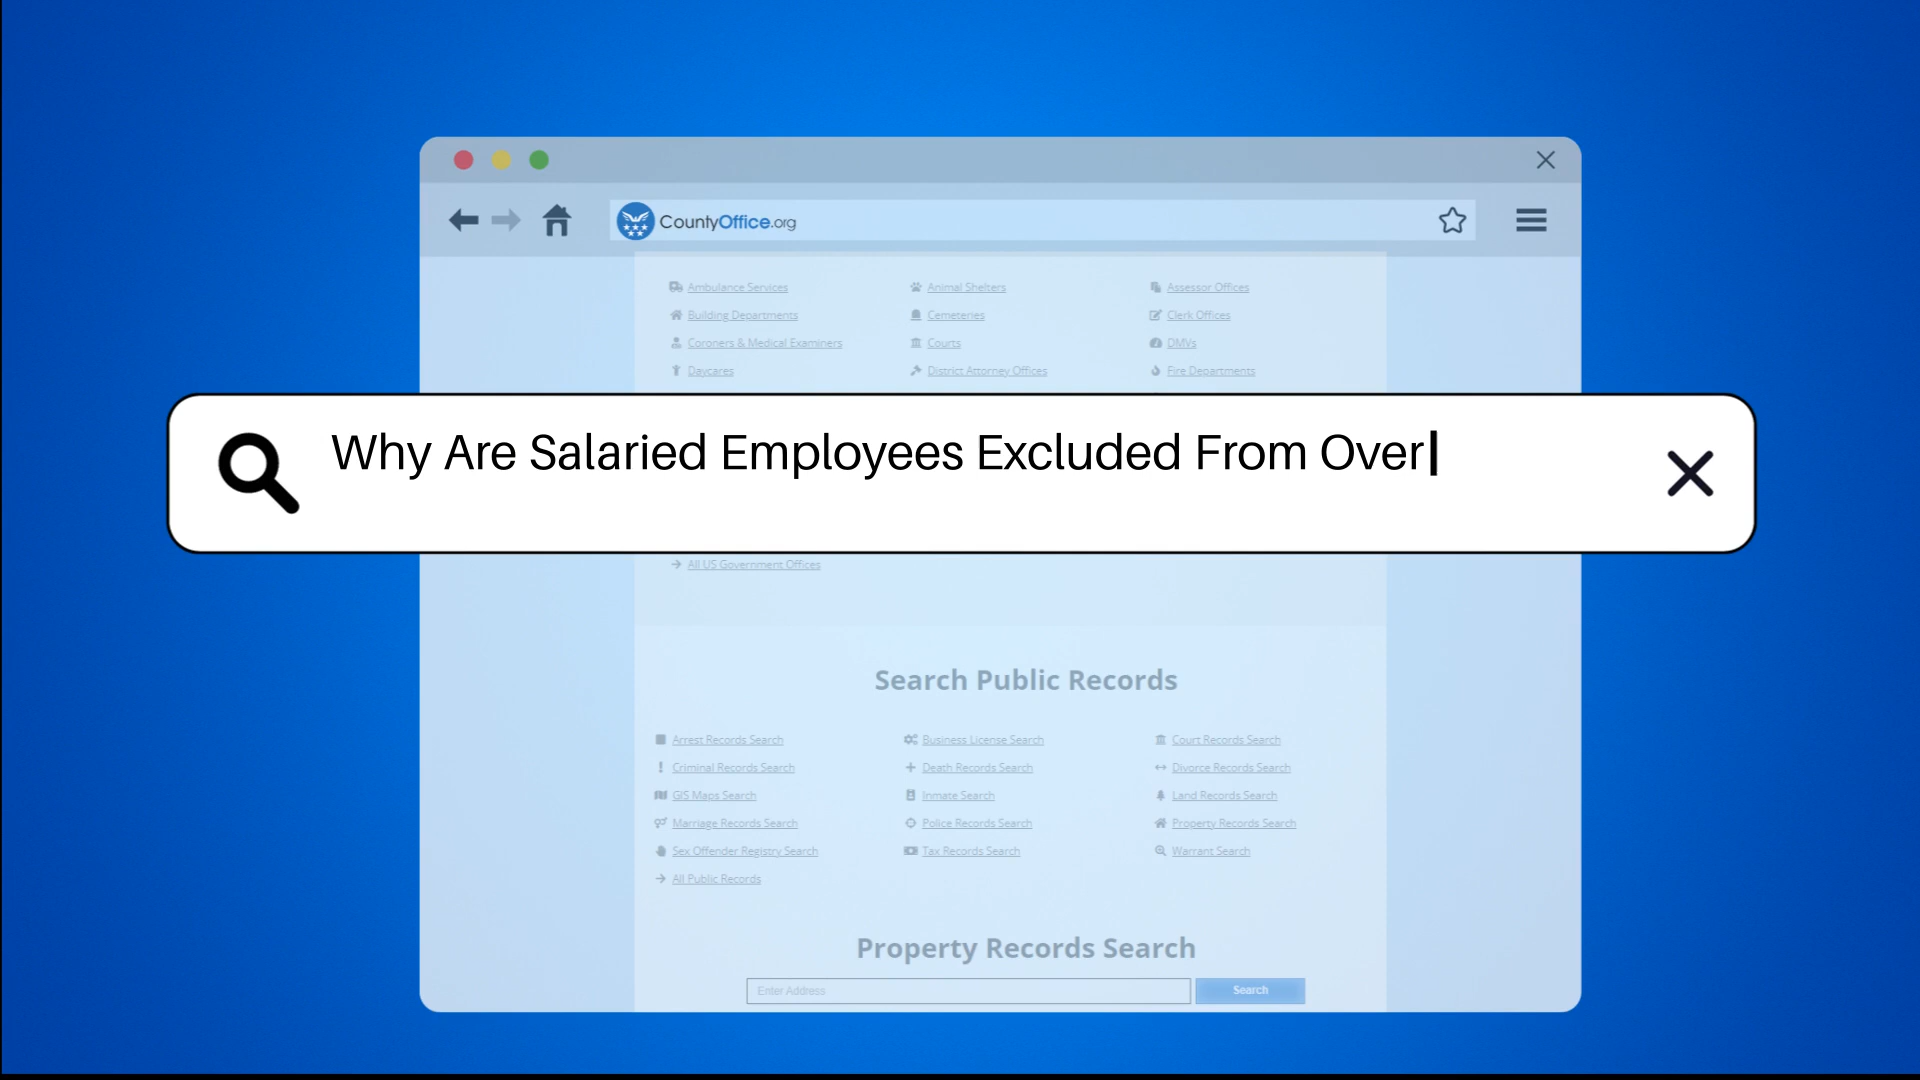 CountyOffice.org
Ambulance Services Animal Shelters Assessor Offices
Building Departments Cemeteries Clerk Offices
Coroners & Medical Examiners Courts DMVs
Daycares District Attorney Offices Fire Departments
Why Are Salaried Employees Excluded From Over
All US Government Offices
Search Public Records
Arrest Records Search Business License Search Court Records Search
Criminal Records Search Death Records Search Divorce Records Search
GIS Maps Search Inmate Search Land Records Search
Marriage Records Search Police Records Search Property Records Search
Sex Offender Registry Search Tax Records Search Warrant Search
All Public Records
Property Records Search
Enter Address Search